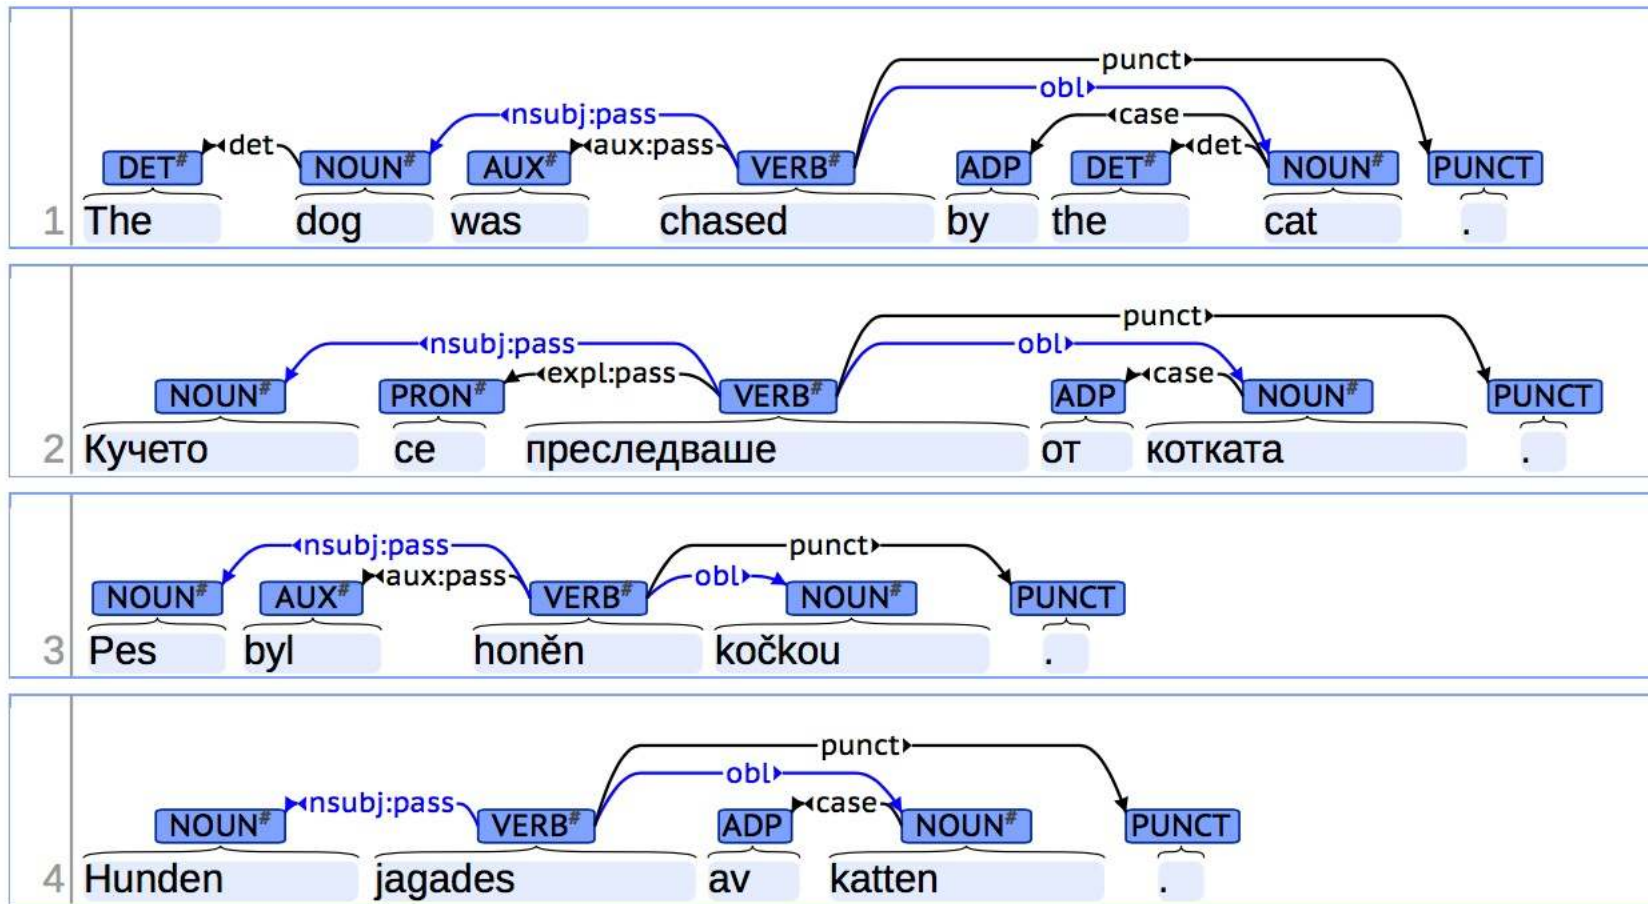 punct
obl
nsubj:pass case
det aux:pass det
DET# NOUN# AUX# VERB# ADP DET# NOUN# PUNCT
1 The dog was chased by the cat .
punct
nsubj:pass obl
expl:pass case
NOUN# PRON# VERB# ADP NOUN# PUNCT
2 Кучето се преследваше от котката .
nsubj:pass punct
aux:pass obl
NOUN# AUX# VERB# NOUN# PUNCT
3 Pes byl honěn kočkou .
punct
obl
nsubj:pass case
NOUN# VERB# ADP NOUN# PUNCT
4 Hunden jagades av katten .